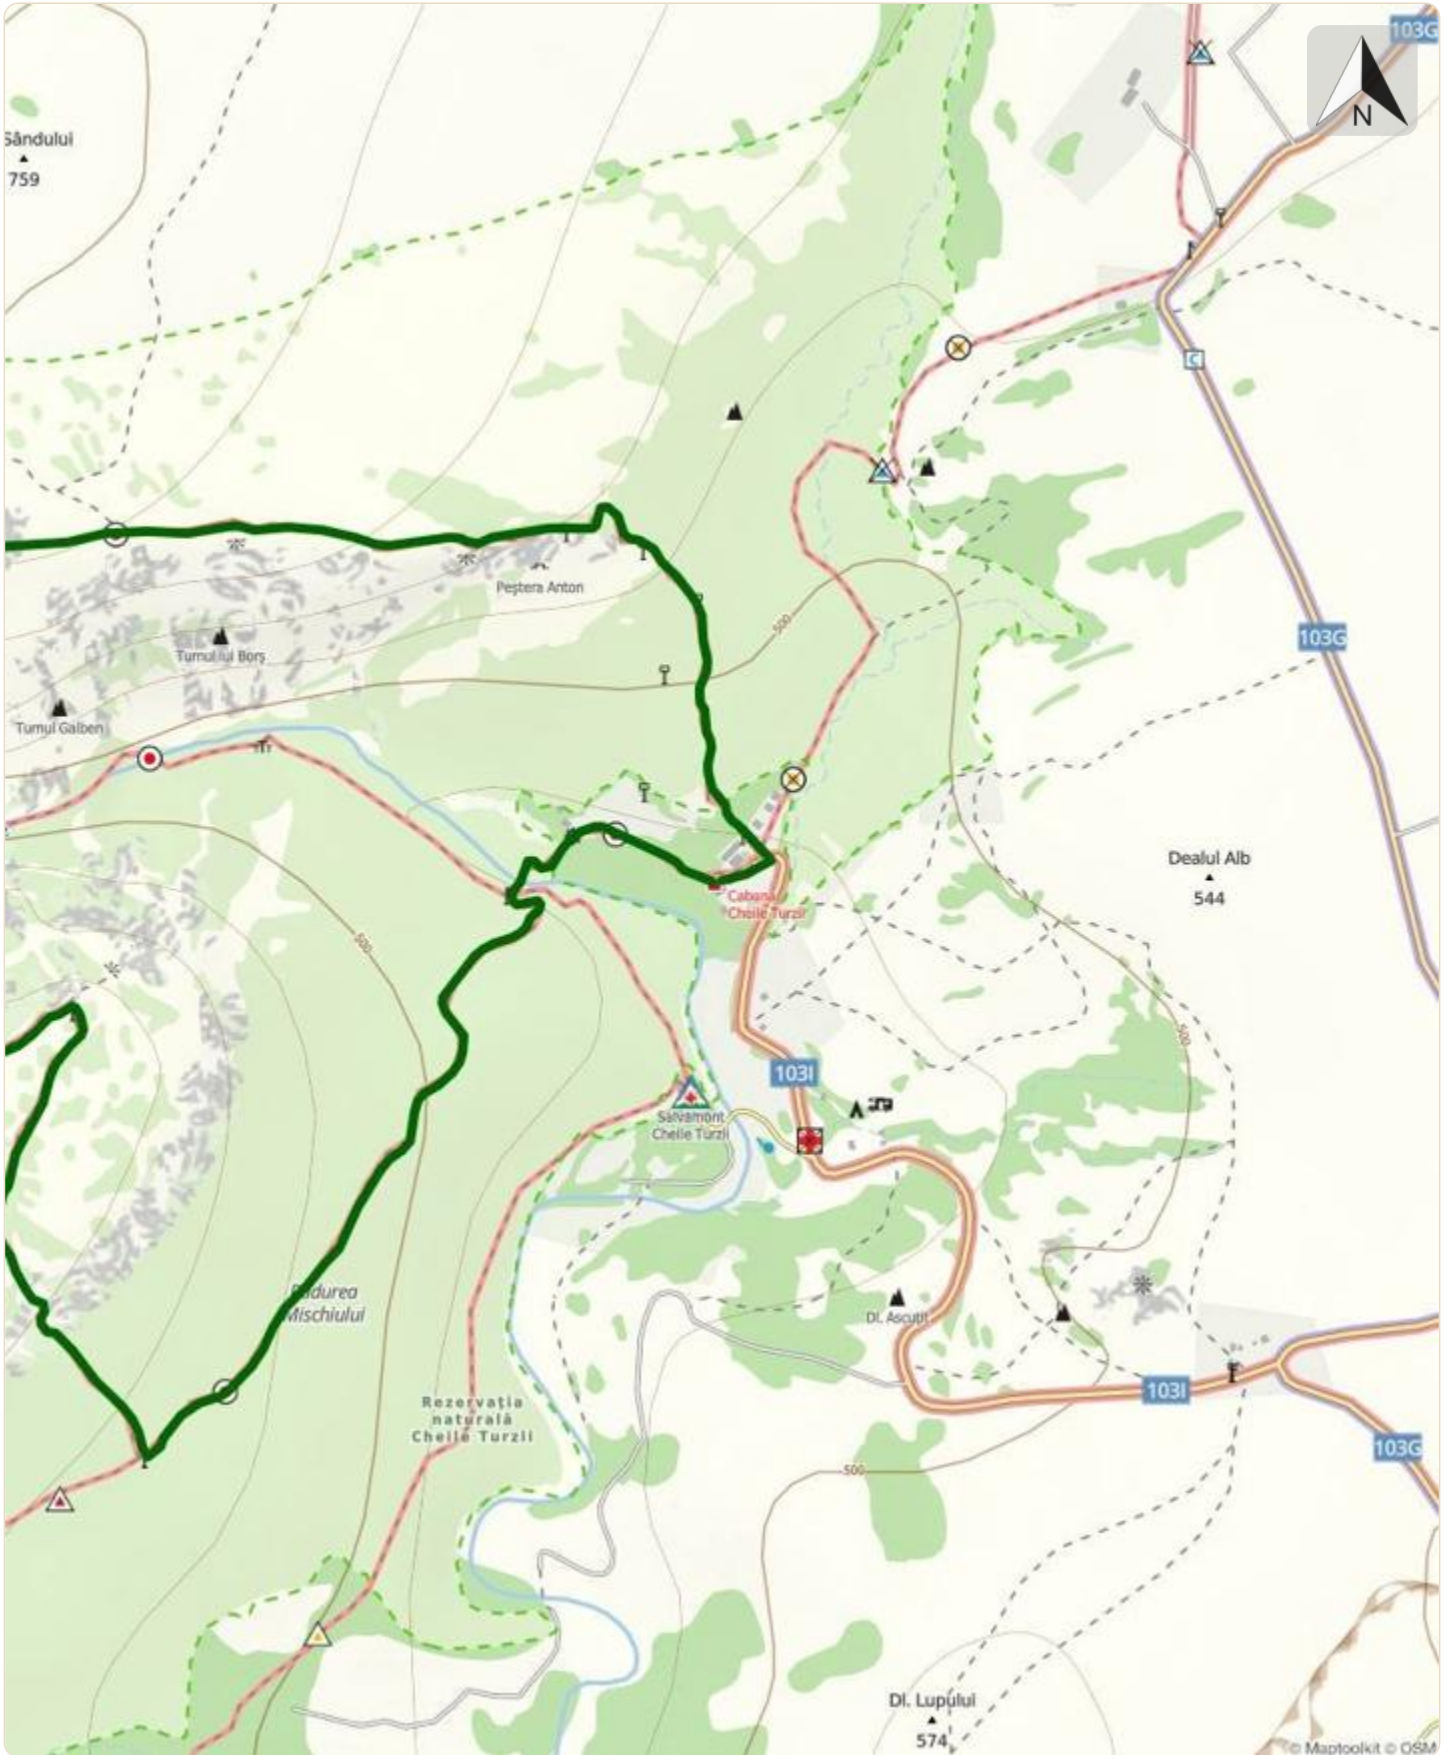 103G
N
Sândului
759
Peștera Anton
500
Turnul lui Borș
103G
Turnul Galben
Dealul Alb
544
Cabana
Cheile Turzii
500
500
103I
Salvamont
Cheile Turzii
Pădurea
Mischiului
Dl. Ascuțit
103I
Rezervația
naturală
Cheile Turzii
103G
500
Dl. Lupului
574
© Maptoolkit © OSM